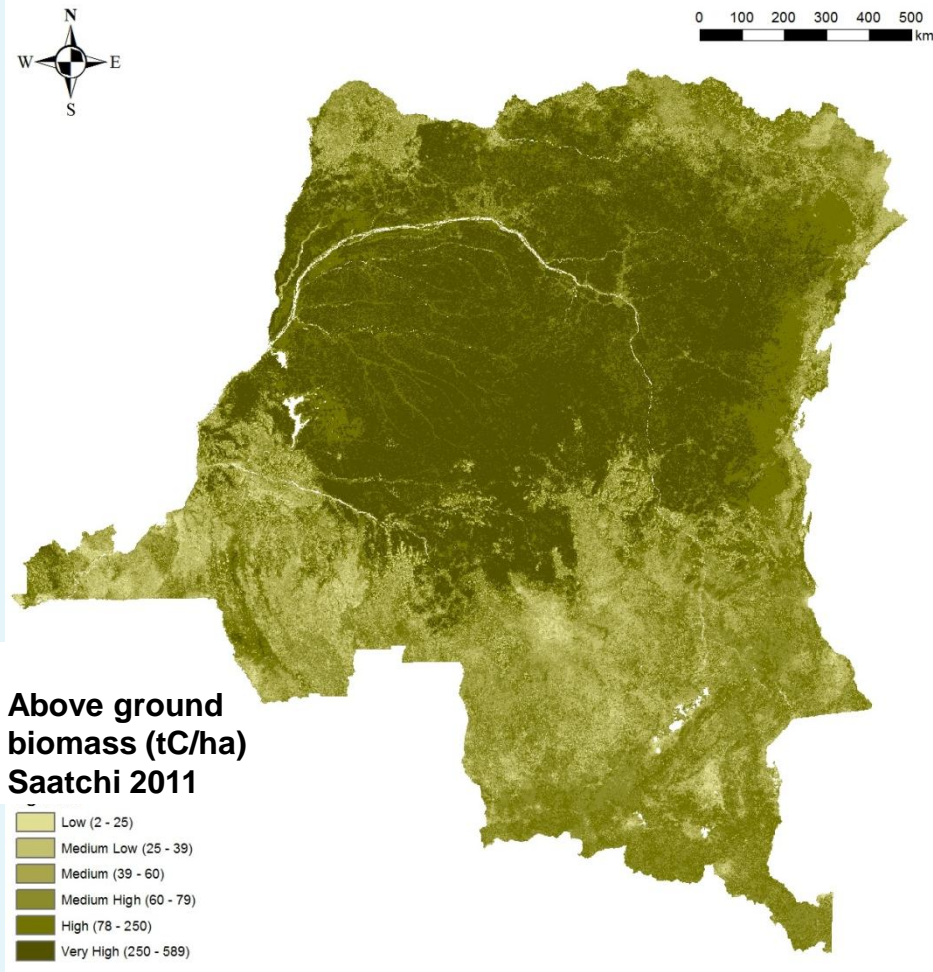 N
W E
S
0 100 200 300 400 500
km
Above ground
biomass (tC/ha)
Saatchi 2011
Low (2 - 25)
Medium Low (25 - 39)
Medium (39 - 60)
Medium High (60 - 79)
High (78 - 250)
Very High (250 - 589)